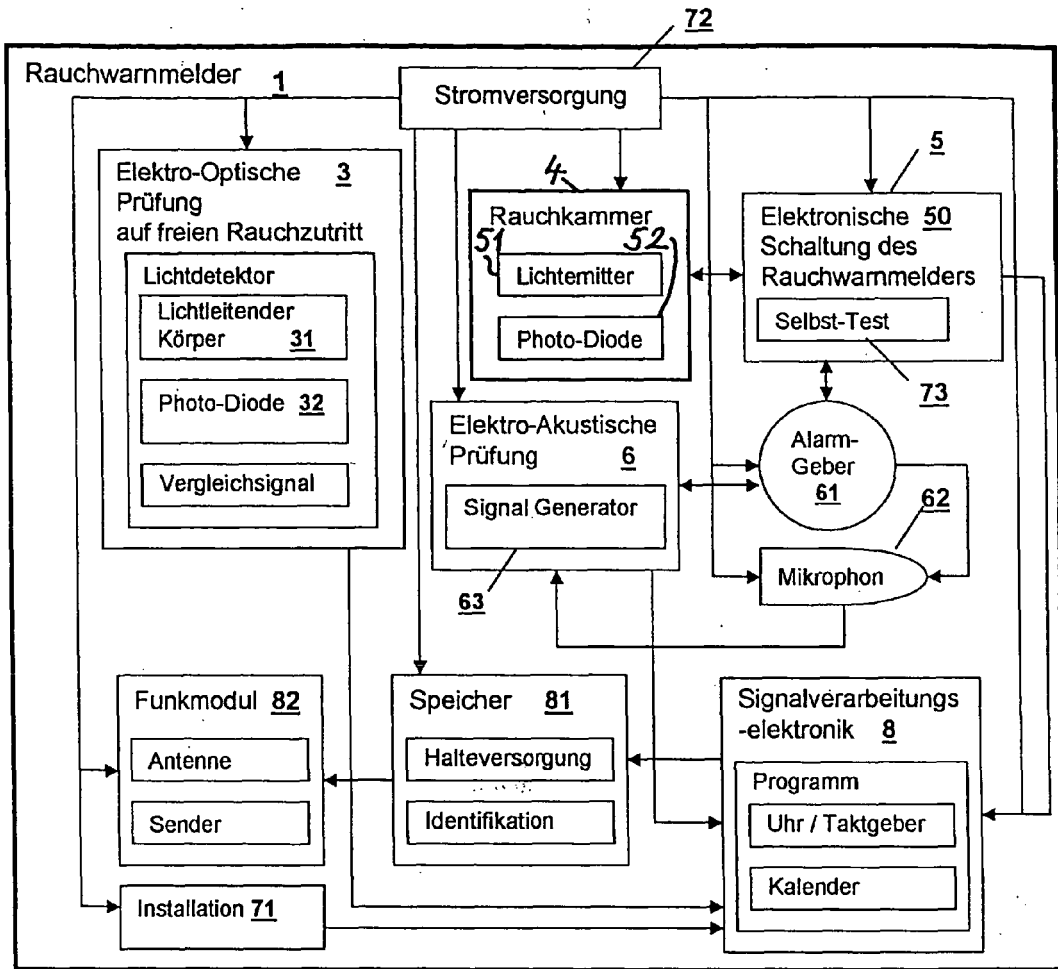 72
Rauchwarnmelder 1
Stromversorgung
Elektro-Optische 3
Prüfung
auf freien Rauchzutritt
Lichtdetektor
Lichtleitender
Körper 31
Photo-Diode 32
Vergleichsignal
4
Rauchkammer
51
52
Lichtemitter
Photo-Diode
5
Elektronische 50
Schaltung des
Rauchwarnmelders
Selbst-Test
73
Elektro-Akustische
Prüfung 6
Signal Generator
63
Alarm-
Geber
61
62
Mikrophon
Funkmodul 82
Antenne
Sender
Speicher 81
Halteversorgung
Identifikation
Signalverarbeitungs
-elektronik 8
Programm
Uhr / Taktgeber
Kalender
Installation 71